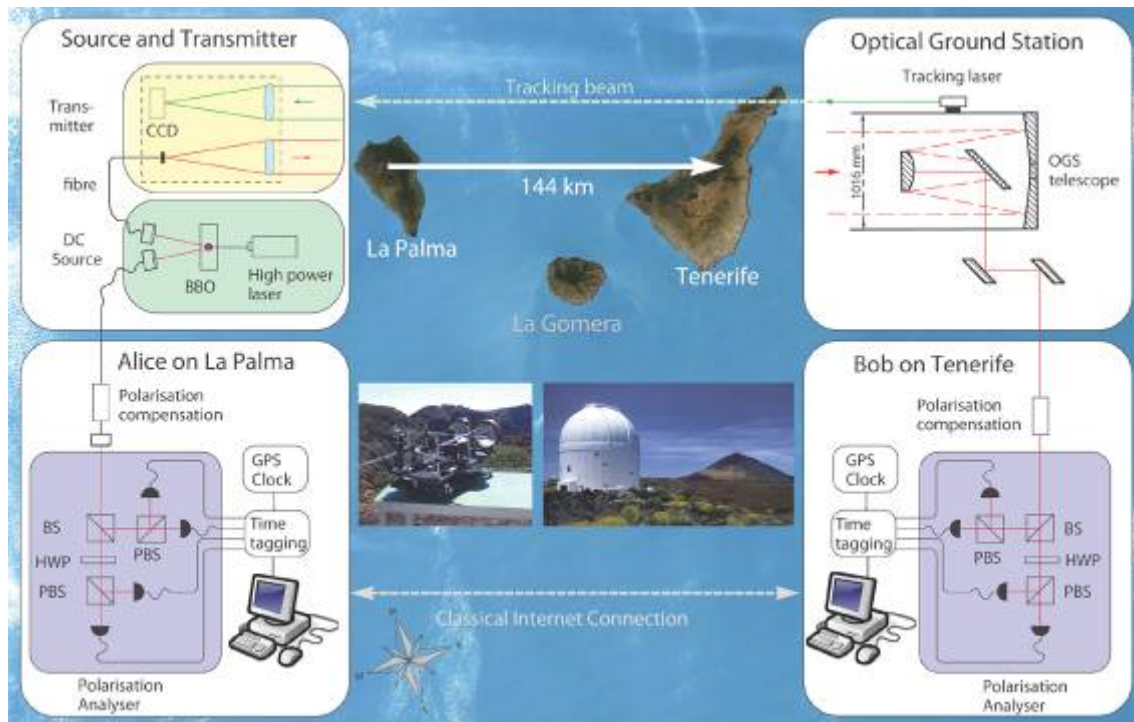 Source and Transmitter
Trans-
mitter
CCD
fibre
DC
Source
BBO
High power
laser
Tracking beam
144 km
La Palma
Tenerife
La Gomera
Optical Ground Station
Tracking laser
1016 mm
OGS
telescope
Alice on La Palma
Polarisation
compensation
GPS
Clock
Time
tagging
BS
PBS
HWP
PBS
Polarisation
Analyser
Classical Internet Connection
Bob on Tenerife
Polarisation
compensation
GPS
Clock
Time
tagging
BS
PBS
HWP
PBS
Polarisation
Analyser